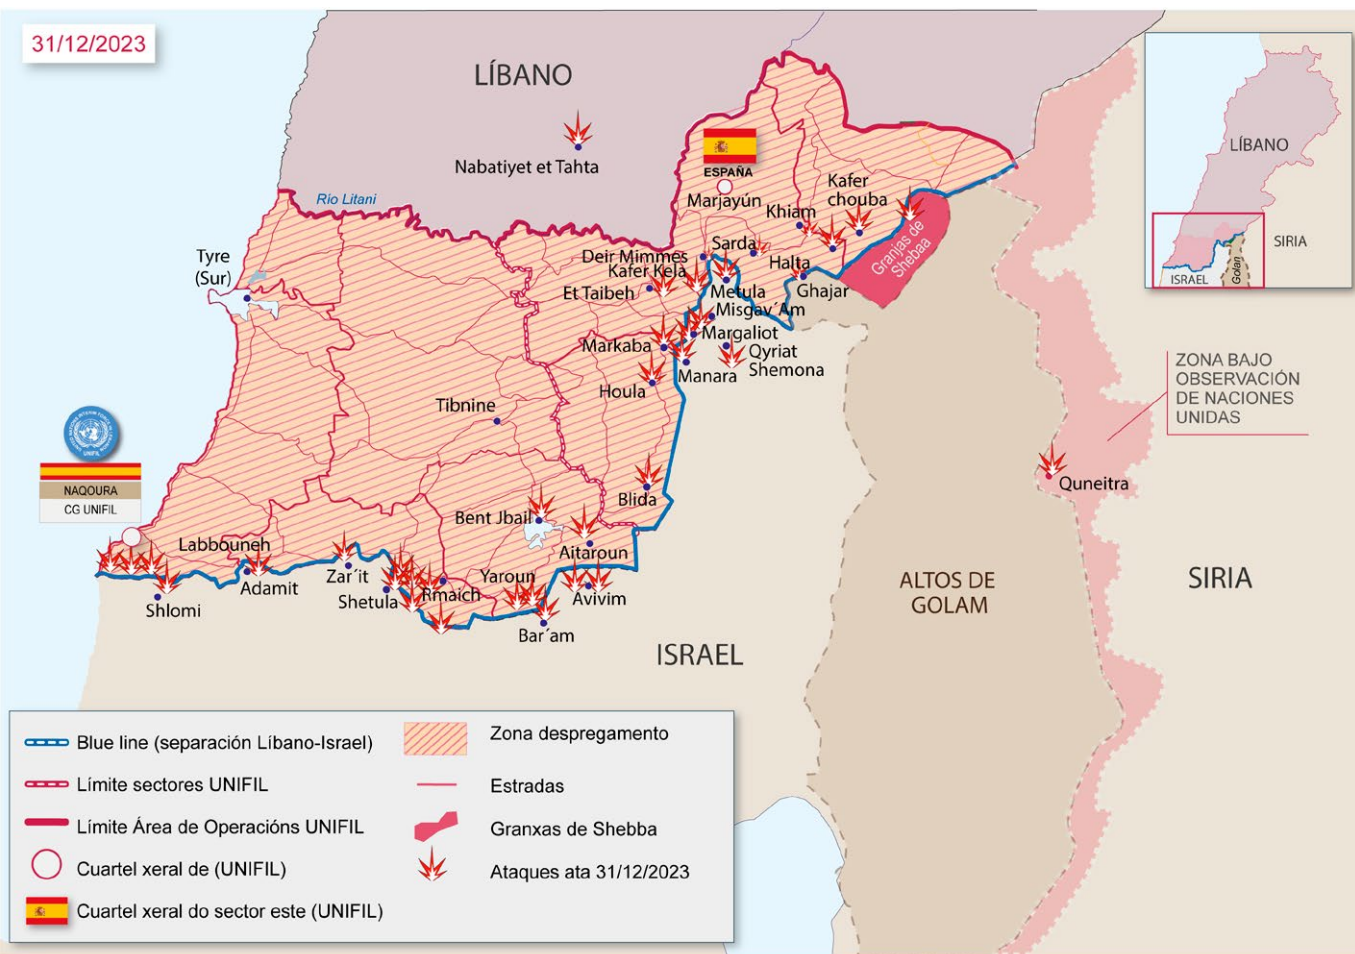 31/12/2023
LÍBANO
Nabatiyet et Tahta
ESPAÑA
Marjayún
Rio Litani
Kafer
chouba
Khiam
Sarda
Deir Mimmes
Kafer Kela
Halta
Granjas de
Shebaa
Et Taibeh
Metula
Ghajar
Misgav´Am
Margaliot
Markaba
Qyriat
Shemona
Manara
Houla
Tyre
(Sur)
Tibnine
UNIFIL
NAQOURA
CG UNIFIL
Blida
Bent Jbail
Aitaroun
Labbouneh
Adamit
Zar´it
Shetula
Rmaich
Yaroun
Avivim
Shlomi
Bar´am
ISRAEL
ALTOS DE
GOLAM
SIRIA
Quneitra
ZONA BAJO
OBSERVACIÓN
DE NACIONES
UNIDAS
LÍBANO
SIRIA
ISRAEL
Golan
Blue line (separación Líbano-Israel)
Límite sectores UNIFIL
Límite Área de Operacións UNIFIL
Cuartel xeral de (UNIFIL)
Cuartel xeral do sector este (UNIFIL)
Zona despregamento
Estradas
Granxas de Shebba
Ataques ata 31/12/2023